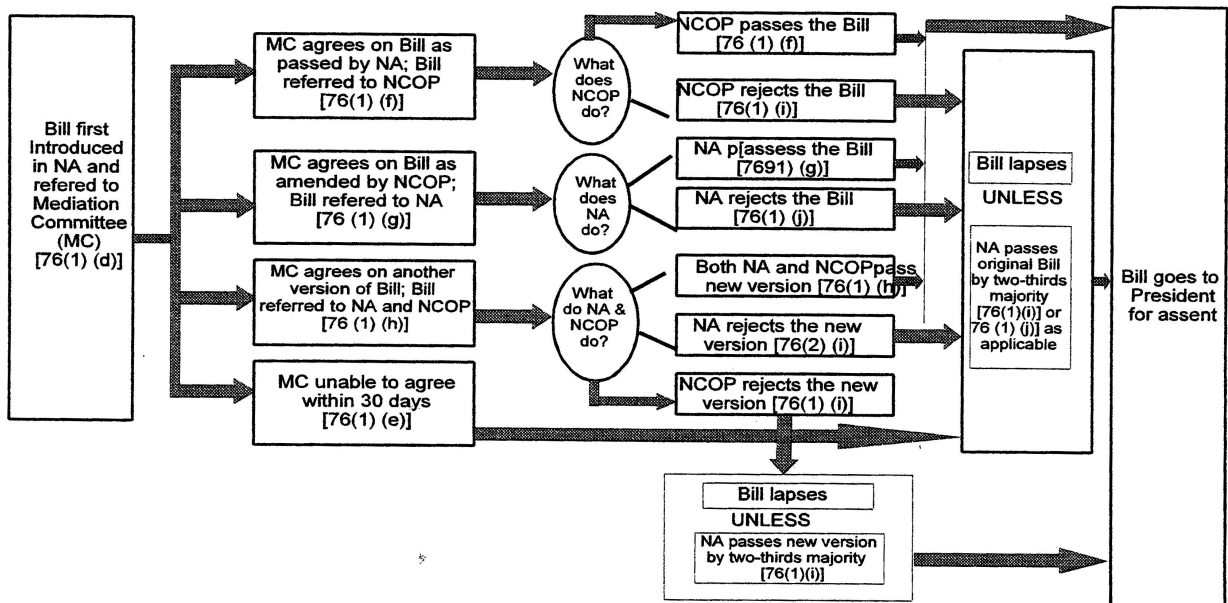 Bill first
Introduced
in NA and
refered to
Mediation
Committee
(MC)
[76(1) (d)]
MC agrees on Bill as
passed by NA; Bill
referred to NCOP
[76(1) (f)]
MC agrees on Bill as
amended by NCOP;
Bill referred to NA
[76 (1) (g)]
MC agrees on another
version of Bill; Bill
referred to NA and NCOP
[76 (1) (h)]
MC unable to agree
within 30 days
[76(1) (e)]
What
does
NCOP
do?
What
does
NA
do?
What
do NA &
NCOP
do?
NCOP passes the Bill
[76 (1) (f)]
NCOP rejects the Bill
[76(1) (i)]
NA p[assess the Bill
[7691) (g)]
NA rejects the Bill
[76(1) (j)]
Both NA and NCOPpass
new version [76(1) (h)]
NA rejects the new
version [76(2) (i)]
NCOP rejects the new
version [76(1) (i)]
Bill lapses
UNLESS
NA passes
original Bill
by two-thirds
majority
[76(1)(i)] or
76 (1) (j)] as
applicable
Bill lapses
UNLESS
NA passes new version
by two-thirds majority
[76(1)(i)]
Bill goes to
President
for assent